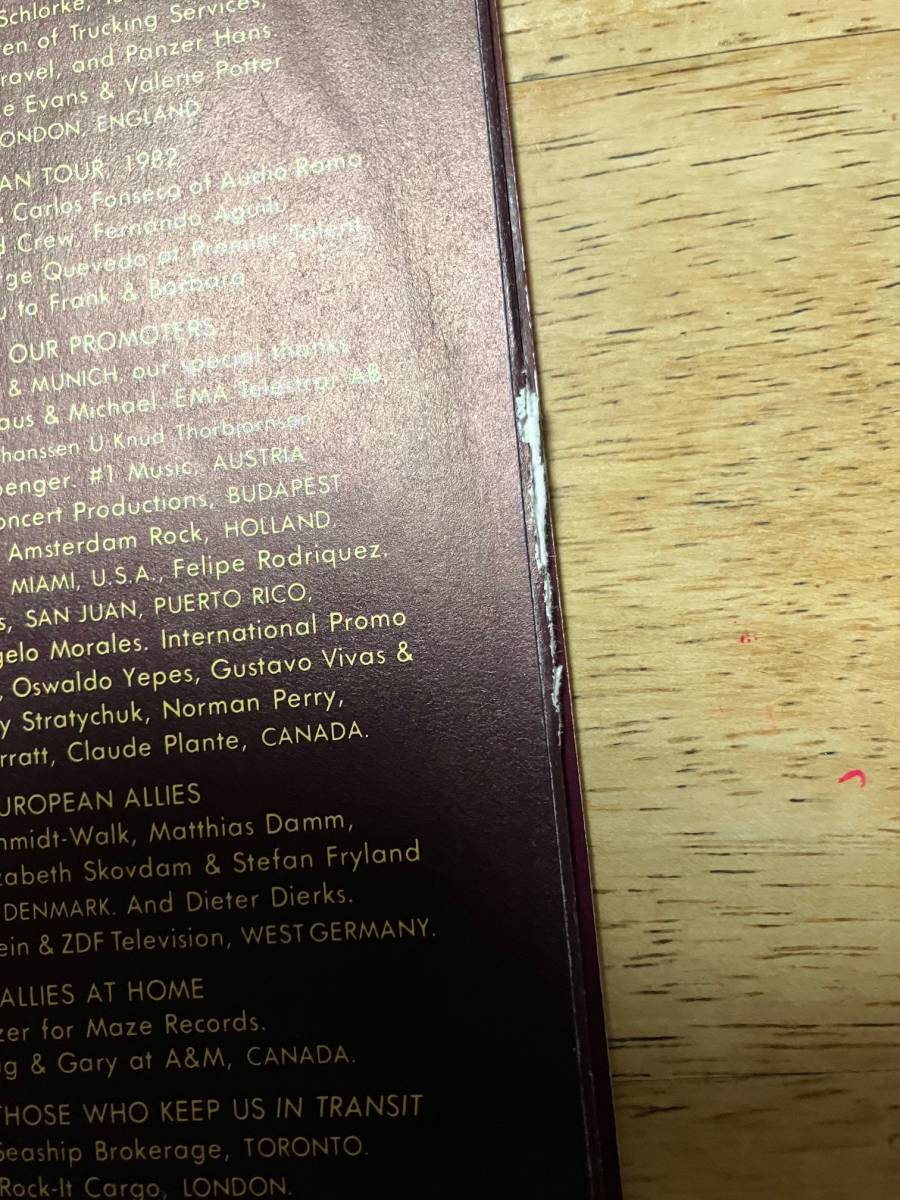 Schlorke,
en of Trucking Services,
ravel, and Panzer Hans.
e Evans & Valerie Potter
ONDON, ENGLAND
AN TOUR, 1982
Carlos Fonseca of Audio Roma,
d Crew, Fernando Aguilu
rge Quevedo at Premier Talent
y to Frank & Barbara
OUR PROMOTERS
& MUNICH, our special thanks
aus & Michael. EMA Telstar AB
hanssen U Knud Thorbjornsen
penger. #1 Music, AUSTRIA
oncert Productions, BUDAPEST
Amsterdam Rock, HOLLAND.
MIAMI, U.S.A., Felipe Rodriquez.
s, SAN JUAN, PUERTO RICO,
gelo Morales. International Promo
, Oswaldo Yepes, Gustavo Vivas &
y Stratychuk, Norman Perry,
rratt, Claude Plante, CANADA.
UROPEAN ALLIES
hmidt-Walk, Matthias Damm,
zabeth Skovdam & Stefan Fryland
DENMARK. And Dieter Dierks.
ein & ZDF Television, WEST GERMANY.
ALLIES AT HOME
zer for Maze Records.
g & Gary at A&M, CANADA.
THOSE WHO KEEP US IN TRANSIT
Seaship Brokerage, TORONTO.
Rock-It Cargo, LONDON.